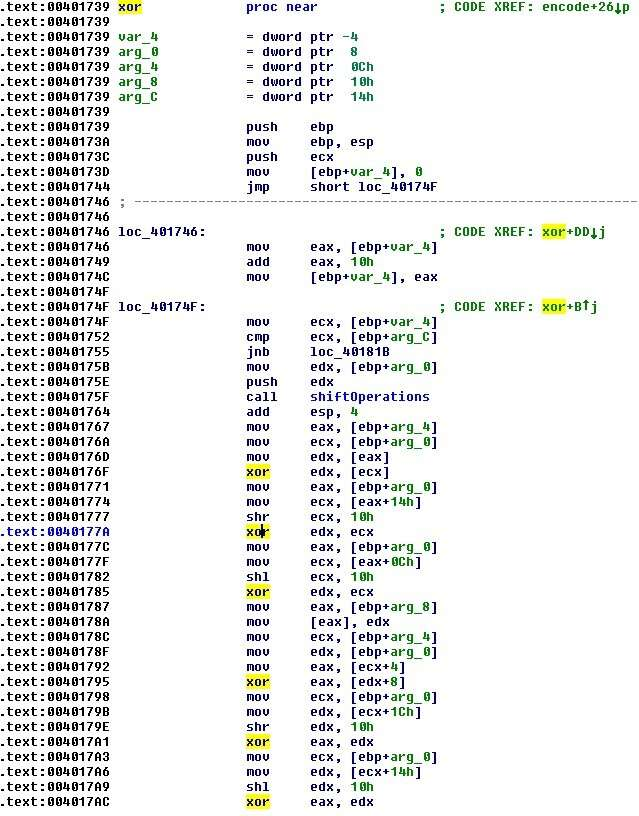 .text:00401739 xor proc near ; CODE XREF: encode+26↓p
.text:00401739
.text:00401739 var_4 = dword ptr -4
.text:00401739 arg_0 = dword ptr 8
.text:00401739 arg_4 = dword ptr 0Ch
.text:00401739 arg_8 = dword ptr 10h
.text:00401739 arg_C = dword ptr 14h
.text:00401739
.text:00401739 push ebp
.text:0040173A mov ebp, esp
.text:0040173C push ecx
.text:0040173D mov [ebp+var_4], 0
.text:00401744 jmp short loc_40174F
.text:00401746 ; ---------------------------------------------------------------------------
.text:00401746
.text:00401746 loc_401746: ; CODE XREF: xor+DD↓j
.text:00401746 mov eax, [ebp+var_4]
.text:00401749 add eax, 10h
.text:0040174C mov [ebp+var_4], eax
.text:0040174F
.text:0040174F loc_40174F: ; CODE XREF: xor+B↑j
.text:0040174F mov ecx, [ebp+var_4]
.text:00401752 cmp ecx, [ebp+arg_C]
.text:00401755 jnb loc_40181B
.text:0040175B mov edx, [ebp+arg_0]
.text:0040175E push edx
.text:0040175F call shiftOperations
.text:00401764 add esp, 4
.text:00401767 mov eax, [ebp+arg_4]
.text:0040176A mov ecx, [ebp+arg_0]
.text:0040176D mov edx, [eax]
.text:0040176F xor edx, [ecx]
.text:00401771 mov eax, [ebp+arg_0]
.text:00401774 mov ecx, [eax+14h]
.text:00401777 shr ecx, 10h
.text:0040177A xor edx, ecx
.text:0040177C mov eax, [ebp+arg_0]
.text:0040177F mov ecx, [eax+0Ch]
.text:00401782 shl ecx, 10h
.text:00401785 xor edx, ecx
.text:00401787 mov eax, [ebp+arg_8]
.text:0040178A mov [eax], edx
.text:0040178C mov ecx, [ebp+arg_4]
.text:0040178F mov edx, [ebp+arg_0]
.text:00401792 mov eax, [ecx+4]
.text:00401795 xor eax, [edx+8]
.text:00401798 mov ecx, [ebp+arg_0]
.text:0040179B mov edx, [ecx+1Ch]
.text:0040179E shr edx, 10h
.text:004017A1 xor eax, edx
.text:004017A3 mov ecx, [ebp+arg_0]
.text:004017A6 mov edx, [ecx+14h]
.text:004017A9 shl edx, 10h
.text:004017AC xor eax, edx